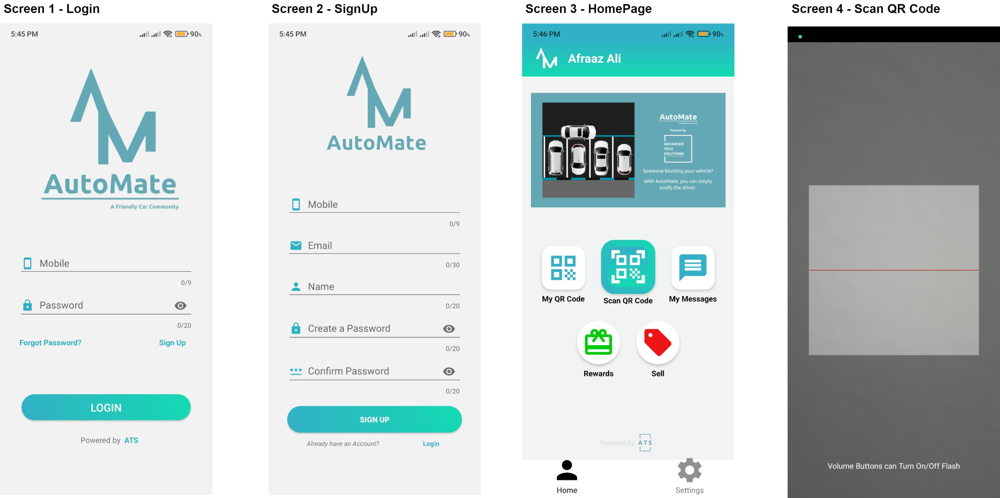 Screen 1 - Login
5:45 PM
90%
AutoMate
A Friendly Car Community
Mobile
0/9
Password
0/20
Forgot Password?
Sign Up
LOGIN
Powered by ATS
Screen 2 - SignUp
5:45 PM
90%
AutoMate
Mobile
0/9
Email
0/30
Name
0/20
Create a Password
0/20
*** Confirm Password
0/20
SIGN UP
Already have an Account?
Login
Screen 3 - HomePage
5:46 PM
90%
AM Afraaz Ali
AutoMate
A Friendly Car Community
Powered By
ADVANCED
TECH
SOLUTIONS
Someone blocking your vehicle?
With AutoMate, you can simply
notify the driver.
My QR Code
Scan QR Code
My Messages
Rewards
Sell
Powered By ATS
Home
Settings
Screen 4 - Scan QR Code
Volume Buttons can Turn On/Off Flash